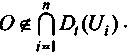 O ∉ ⋂_{i=1}^{n} D_i(U_i) .